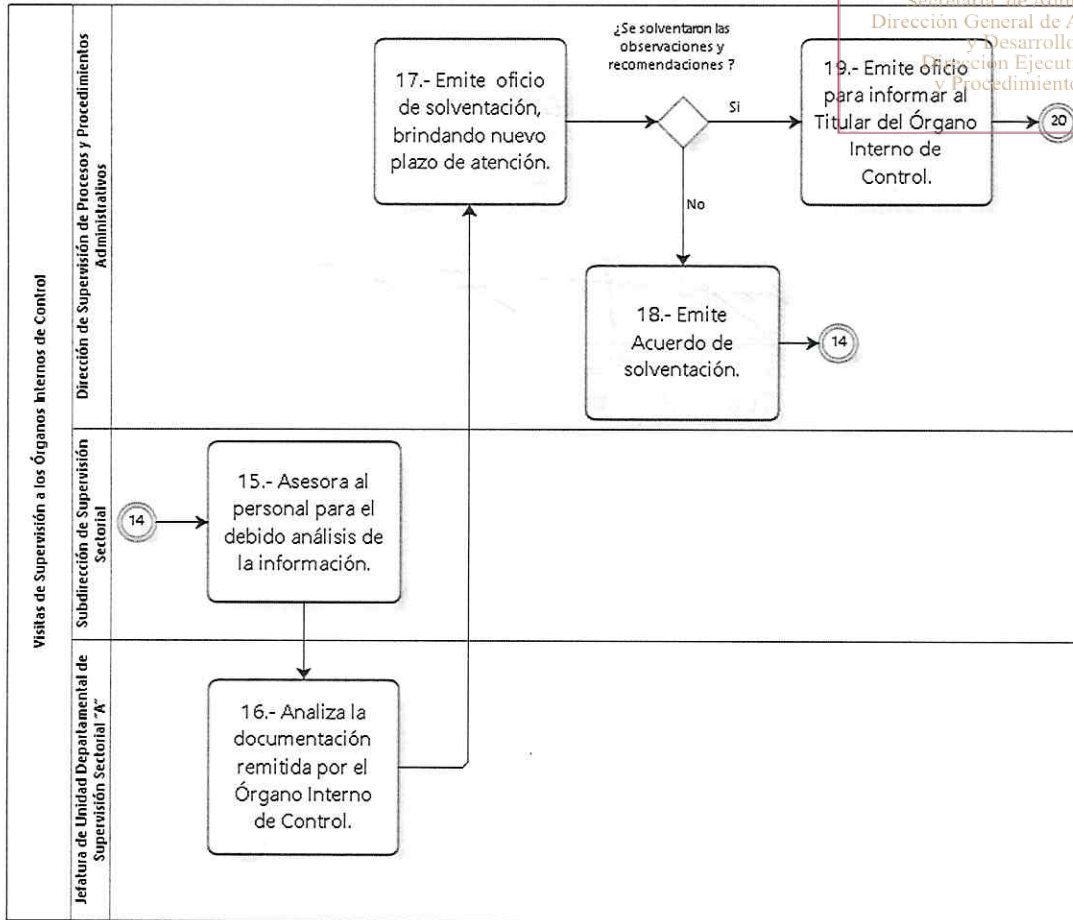 Secretaría de
Dirección General de
y Desarrollo
Dirección
y
Visitas de Supervisión a los Órganos Internos de Control
Dirección de Supervisión de Procesos y Procedimientos
Administrativos
17.- Emite oficio
de solventación,
brindando nuevo
plazo de atención.
¿Se solventaron las
observaciones y
recomendaciones ?
Si
No
19.- Emite oficio
para informar al
Titular del Órgano
Interno de
Control.
20
18.- Emite
Acuerdo de
solventación.
14
Subdirección de Supervisión
Sectorial
14
15.- Asesora al
personal para el
debido análisis de
la información.
Jefatura de Unidad Departamental de
Supervisión Sectorial "A"
16.- Analiza la
documentación
remitida por el
Órgano Interno
de Control.